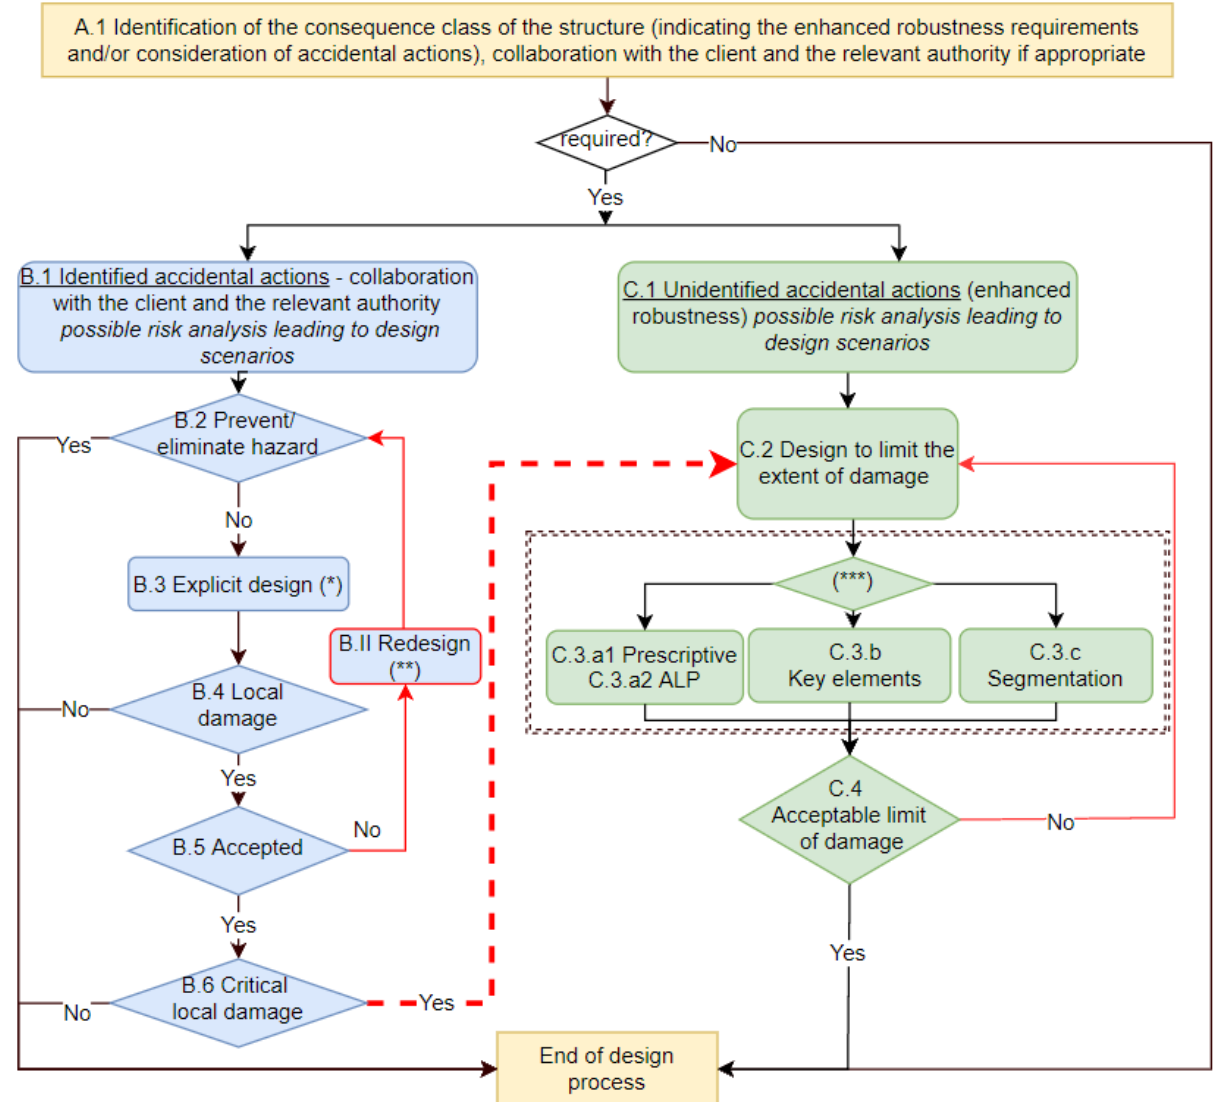 A.1 Identification of the consequence class of the structure (indicating the enhanced robustness requirements
and/or consideration of accidental actions), collaboration with the client and the relevant authority if appropriate
required?
No
Yes
B.1 Identified accidental actions - collaboration
with the client and the relevant authority
possible risk analysis leading to design
scenarios
B.2 Prevent/
eliminate hazard
Yes
No
B.3 Explicit design (*)
B.II Redesign
(**)
B.4 Local
damage
No
Yes
B.5 Accepted
No
Yes
B.6 Critical
local damage
No
Yes
C.1 Unidentified accidental actions (enhanced
robustness) possible risk analysis leading to
design scenarios
C.2 Design to limit the
extent of damage
(***)
C.3.a1 Prescriptive
C.3.a2 ALP
C.3.b
Key elements
C.3.c
Segmentation
C.4
Acceptable limit
of damage
No
Yes
End of design
process